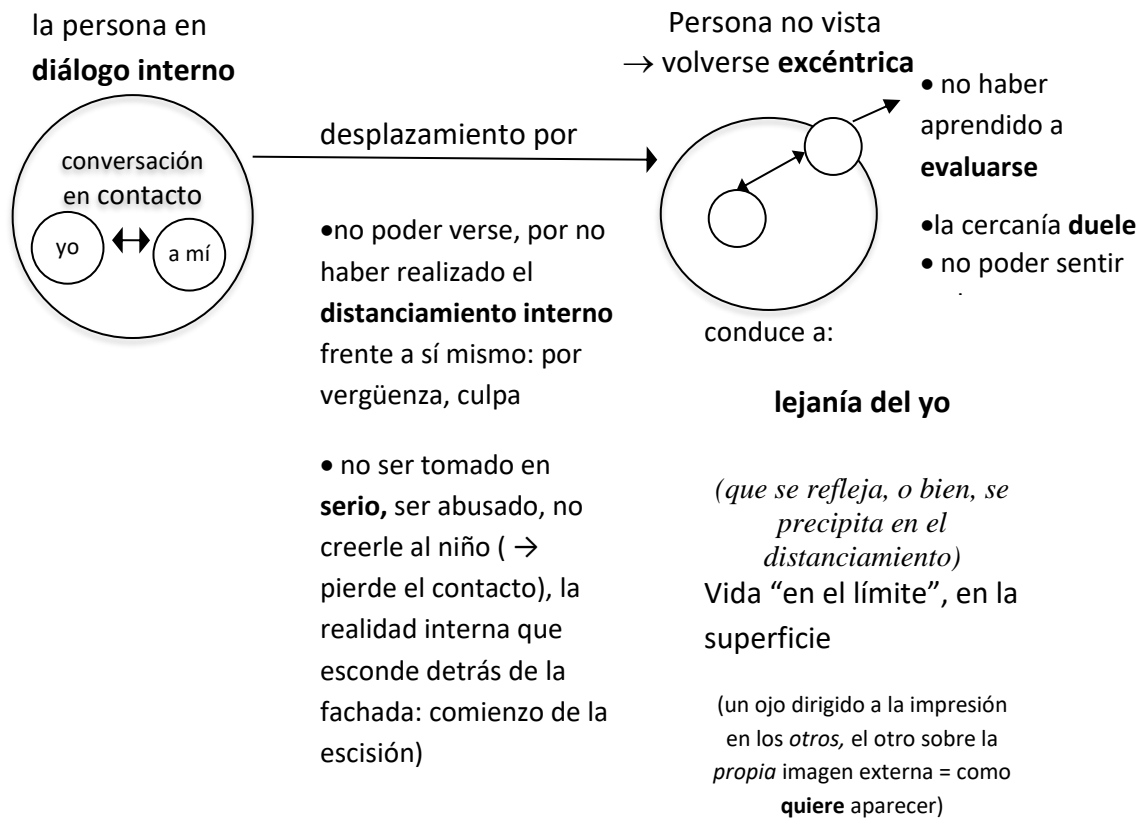 la persona en
diálogo interno
conversación
en contacto
yo
a mí
desplazamiento por
•no poder verse, por no
haber realizado el
distanciamiento interno
frente a sí mismo: por
vergüenza, culpa
• no ser tomado en
serio, ser abusado, no
creerle al niño ( →
pierde el contacto), la
realidad interna que
esconde detrás de la
fachada: comienzo de la
escisión)
Persona no vista
→ volverse excéntrica
• no haber
aprendido a
evaluarse
•la cercanía duele
• no poder sentir
conduce a:
lejanía del yo
(que se refleja, o bien, se
precipita en el
distanciamiento)
Vida “en el límite”, en la
superficie
(un ojo dirigido a la impresión
en los otros, el otro sobre la
propia imagen externa = como
quiere aparecer)